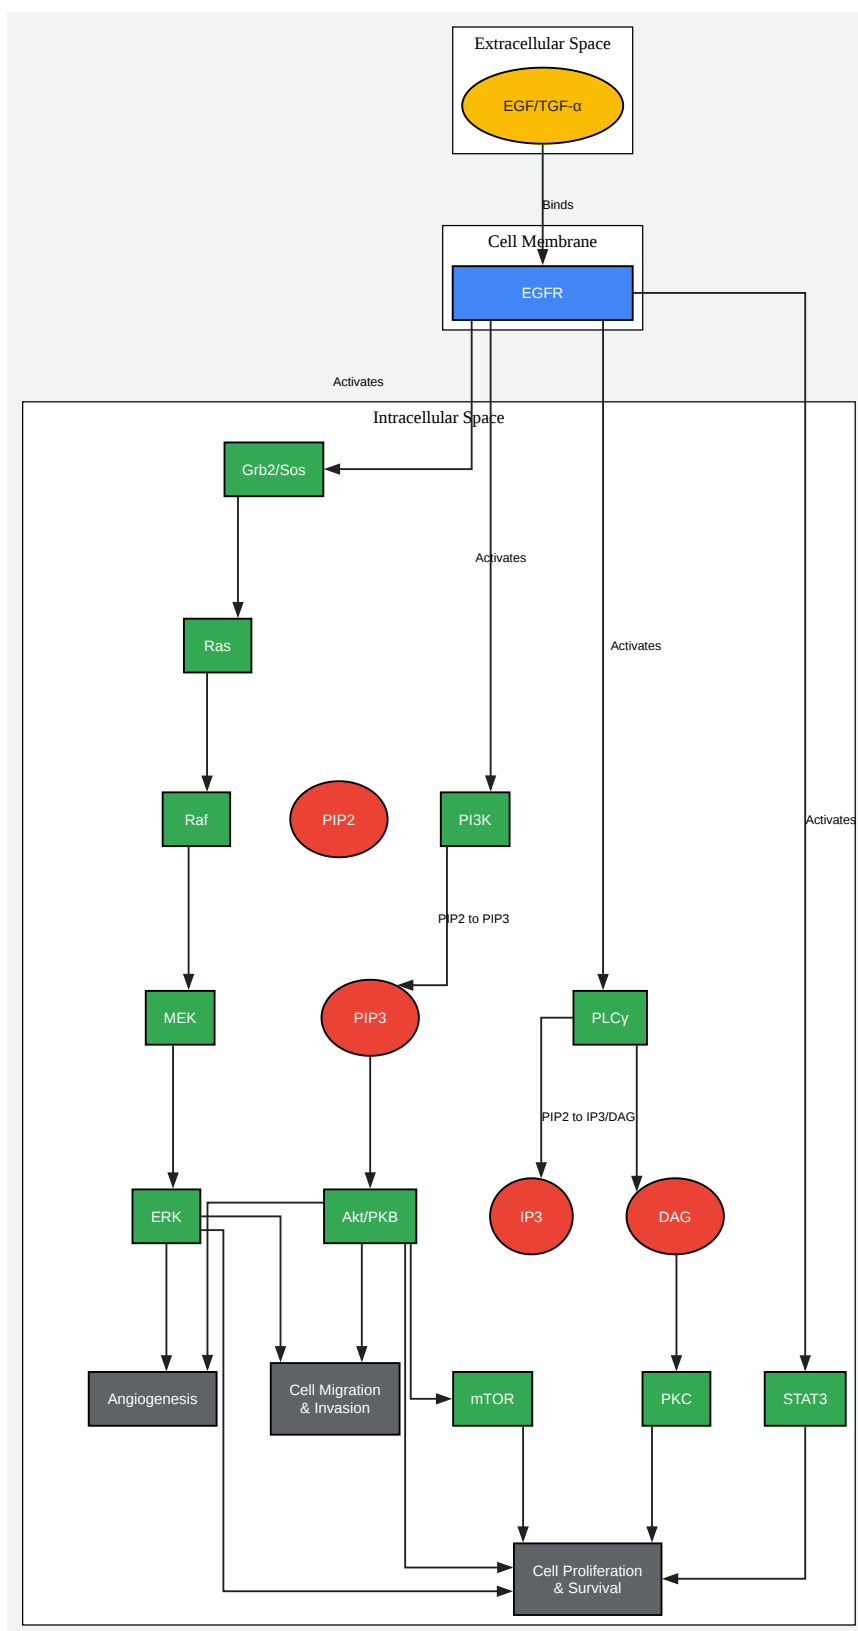 Extracellular Space
EGF/TGF-α
Binds
Cell Membrane
EGFR
Activates
Intracellular Space
Grb2/Sos
Activates
Ras
Activates
Raf
PIP2
PI3K
Activates
PIP2 to PIP3
MEK
PIP3
PLCγ
PIP2 to IP3/DAG
ERK
Akt/PKB
IP3
DAG
Angiogenesis
Cell Migration
& Invasion
mTOR
PKC
STAT3
Cell Proliferation
& Survival